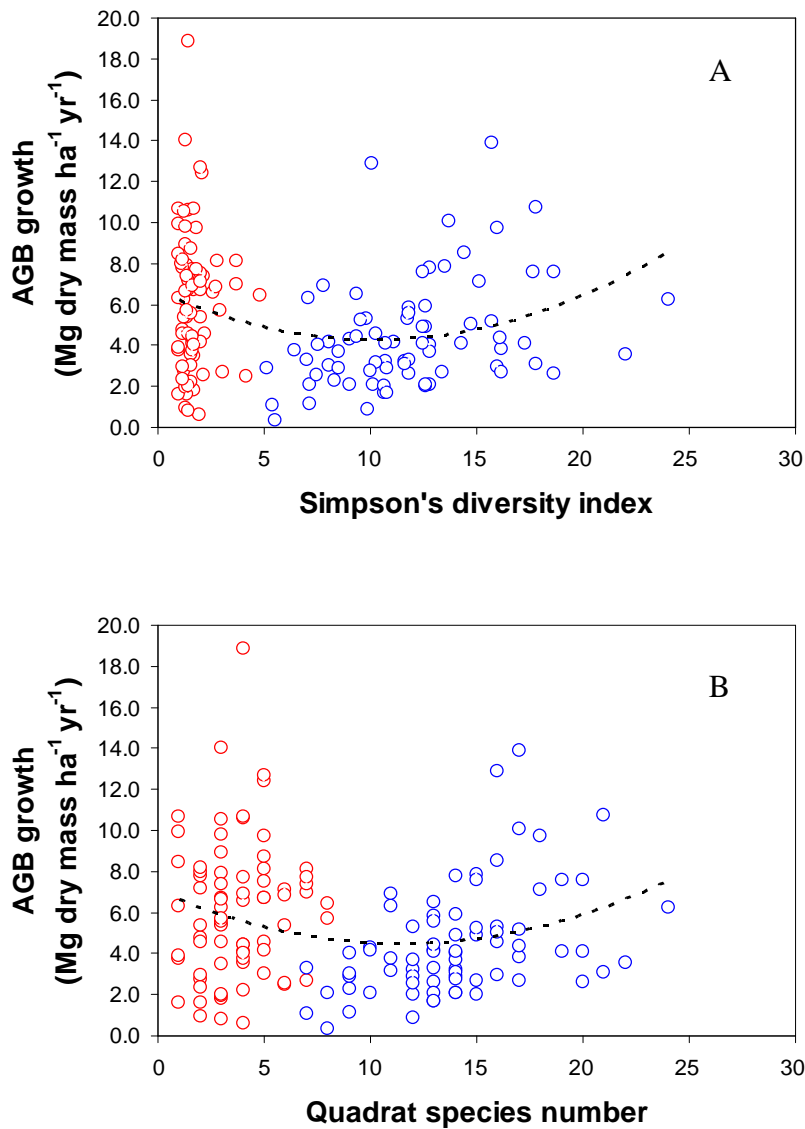 20.0
18.0
16.0
14.0
12.0
10.0
8.0
6.0
4.0
2.0
0.0
AGB growth
(Mg dry mass ha⁻¹ yr⁻¹)
A
0 5 10 15 20 25 30
Simpson's diversity index
20.0
18.0
16.0
14.0
12.0
10.0
8.0
6.0
4.0
2.0
0.0
AGB growth
(Mg dry mass ha⁻¹ yr⁻¹)
B
0 5 10 15 20 25 30
Quadrat species number